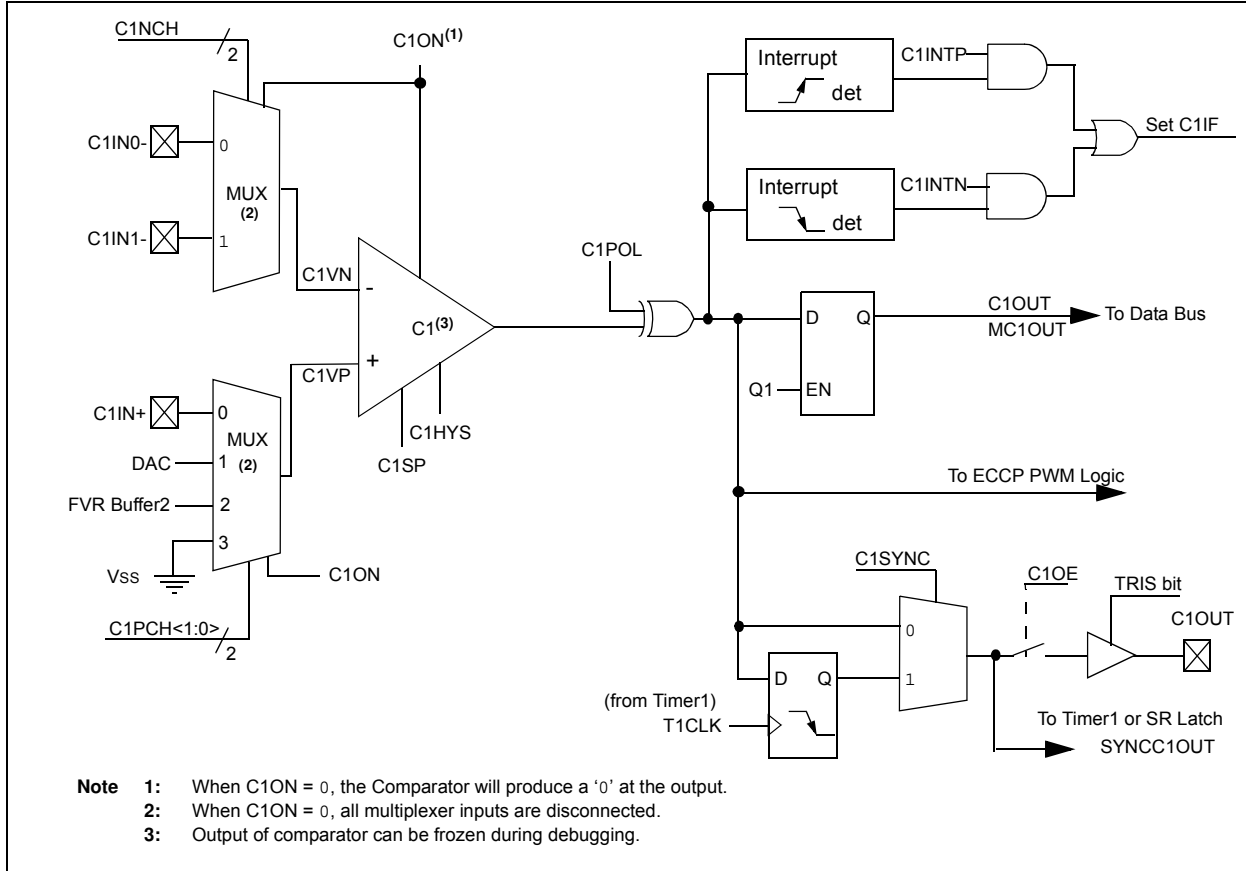 C1NCH
2
C1ON(1)
C1IN0-
0
MUX
(2)
C1IN1-
1
C1VN
-
C1(3)
+
C1VP
C1HYS
C1SP
C1IN+
0
MUX
(2)
DAC
1
FVR Buffer2
2
3
VSS
C1ON
C1PCH<1:0>
2
C1POL
Interrupt
det
C1INTP
Set C1IF
Interrupt
det
C1INTN
D Q
Q1
EN
C1OUT
MC1OUT
To Data Bus
To ECCP PWM Logic
C1SYNC
0
1
D Q
(from Timer1)
T1CLK
C1OE
TRIS bit
C1OUT
To Timer1 or SR Latch
SYNCC1OUT
Note 1: When C1ON = 0, the Comparator will produce a ‘0’ at the output.
2: When C1ON = 0, all multiplexer inputs are disconnected.
3: Output of comparator can be frozen during debugging.